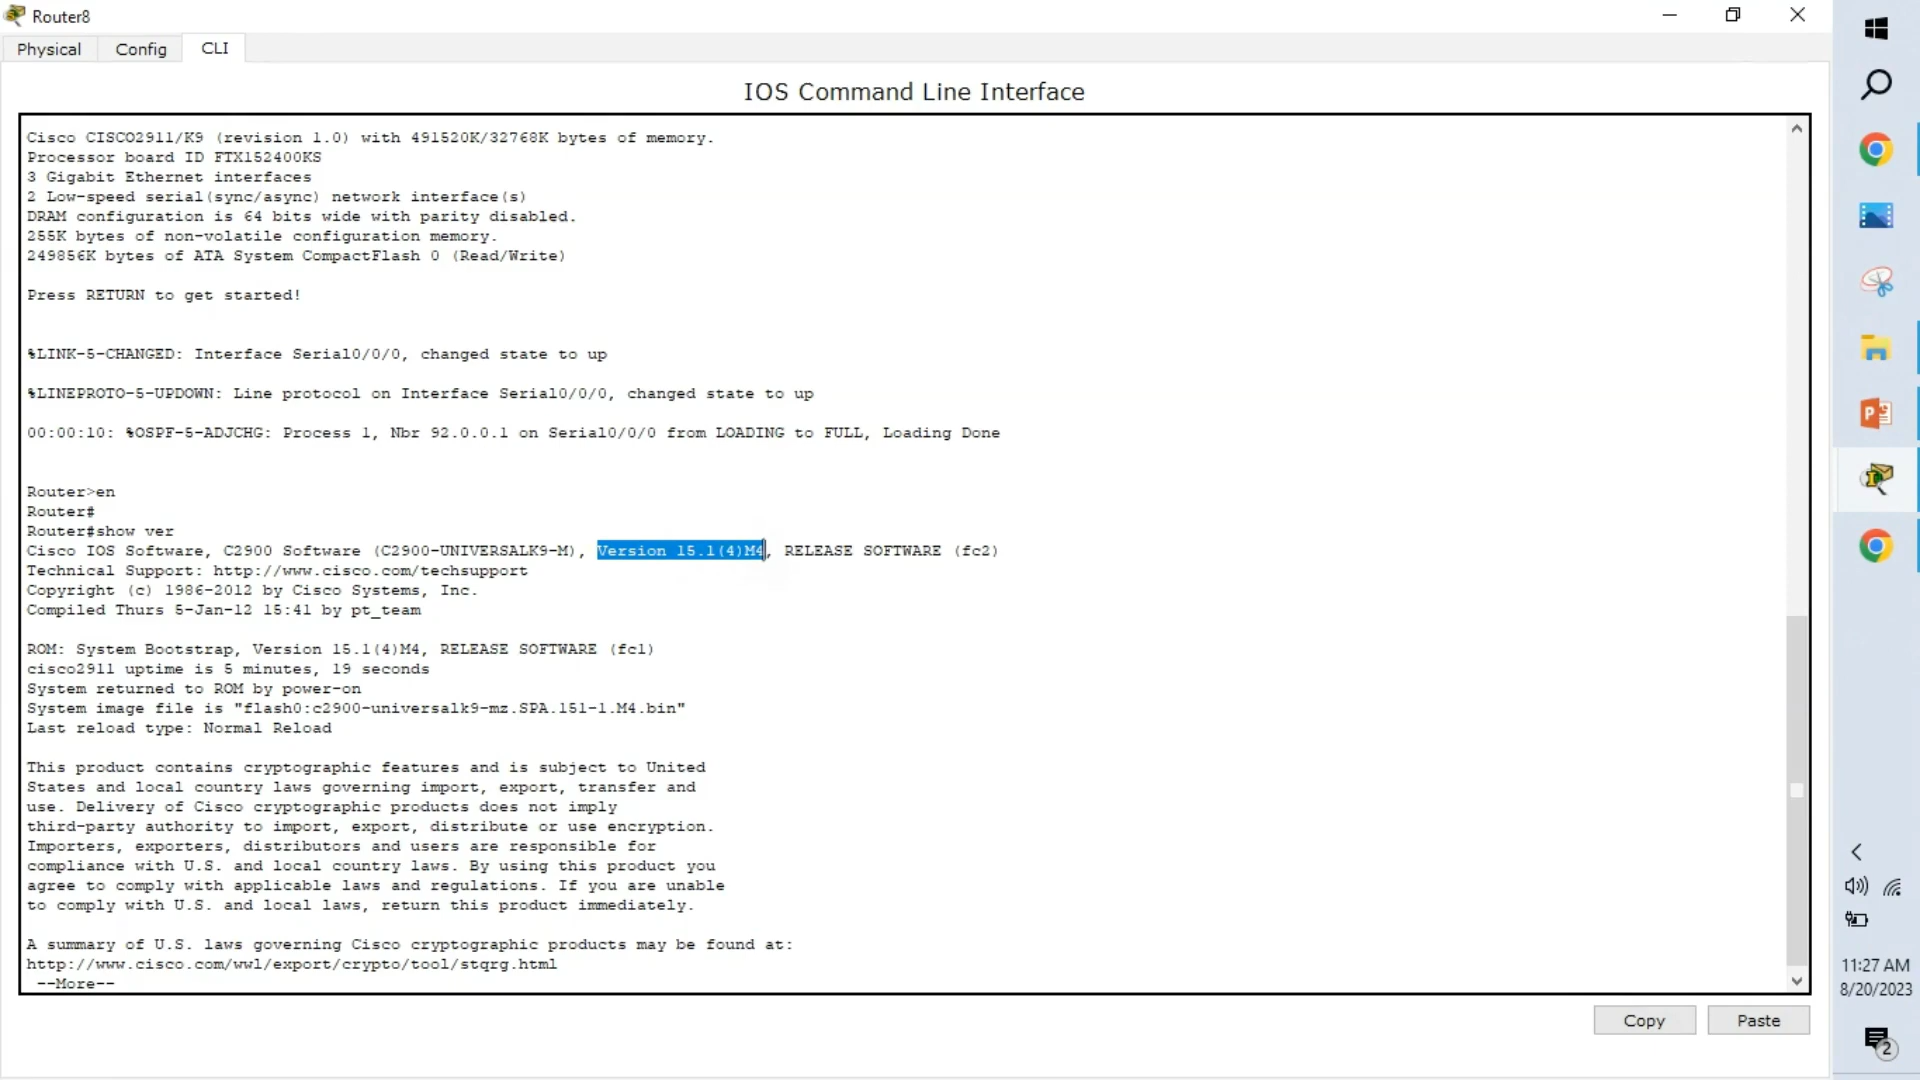 Router8
Physical
Config
CLI
IOS Command Line Interface
Cisco CISCO2911/K9 (revision 1.0) with 491520K/32768K bytes of memory.
Processor board ID FTX152400KS
3 Gigabit Ethernet interfaces
2 Low-speed serial(sync/async) network interface(s)
DRAM configuration is 64 bits wide with parity disabled.
255K bytes of non-volatile configuration memory.
249856K bytes of ATA System CompactFlash 0 (Read/Write)
Press RETURN to get started!
%LINK-5-CHANGED: Interface Serial0/0/0, changed state to up
%LINEPROTO-5-UPDOWN: Line protocol on Interface Serial0/0/0, changed state to up
00:00:10: %OSPF-5-ADJCHG: Process 1, Nbr 92.0.0.1 on Serial0/0/0 from LOADING to FULL, Loading Done
Router>en
Router#
Router#show ver
Cisco IOS Software, C2900 Software (C2900-UNIVERSALK9-M), Version 15.1(4)M4, RELEASE SOFTWARE (fc2)
Technical Support: http://www.cisco.com/techsupport
Copyright (c) 1986-2012 by Cisco Systems, Inc.
Compiled Thurs 5-Jan-12 15:41 by pt_team
ROM: System Bootstrap, Version 15.1(4)M4, RELEASE SOFTWARE (fc1)
cisco2911 uptime is 5 minutes, 19 seconds
System returned to ROM by power-on
System image file is "flash0:c2900-universalk9-mz.SPA.151-1.M4.bin"
Last reload type: Normal Reload
This product contains cryptographic features and is subject to United
States and local country laws governing import, export, transfer and
use. Delivery of Cisco cryptographic products does not imply
third-party authority to import, export, distribute or use encryption.
Importers, exporters, distributors and users are responsible for
compliance with U.S. and local country laws. By using this product you
agree to comply with applicable laws and regulations. If you are unable
to comply with U.S. and local laws, return this product immediately.
A summary of U.S. laws governing Cisco cryptographic products may be found at:
http://www.cisco.com/wwl/export/crypto/tool/stqrg.html
--More--
Copy
Paste
11:27 AM
8/20/2023
2